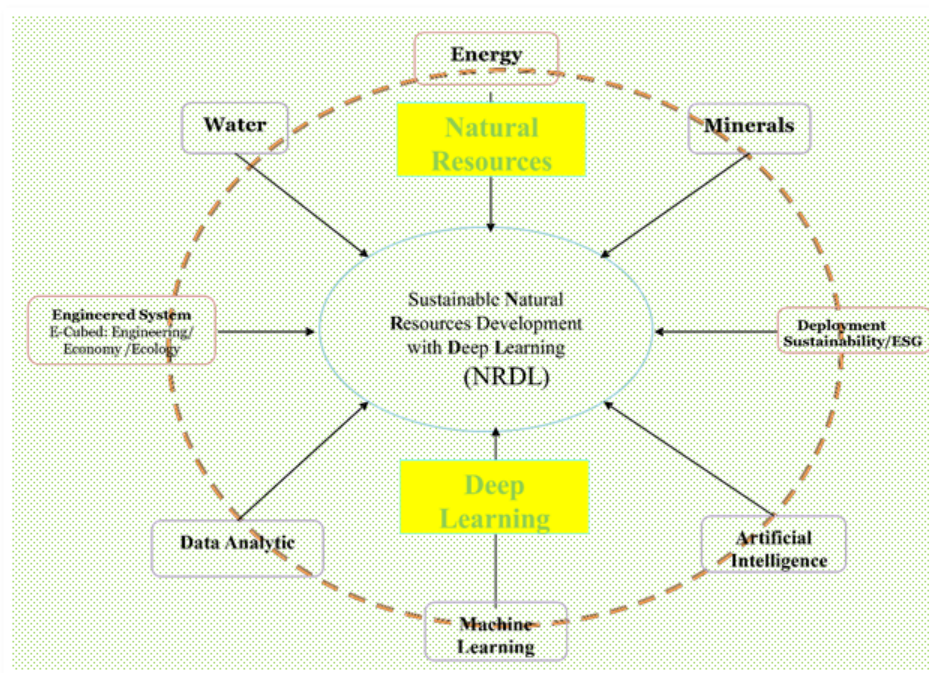 Energy
Water
Natural
Resources
Minerals
Sustainable Natural
Resources Development
with Deep Learning
(NRDL)
Engineered System
E-Cubed: Engineering/
Economy /Ecology
Deployment
Sustainability/ESG
Deep
Learning
Data Analytic
Artificial
Intelligence
Machine
Learning